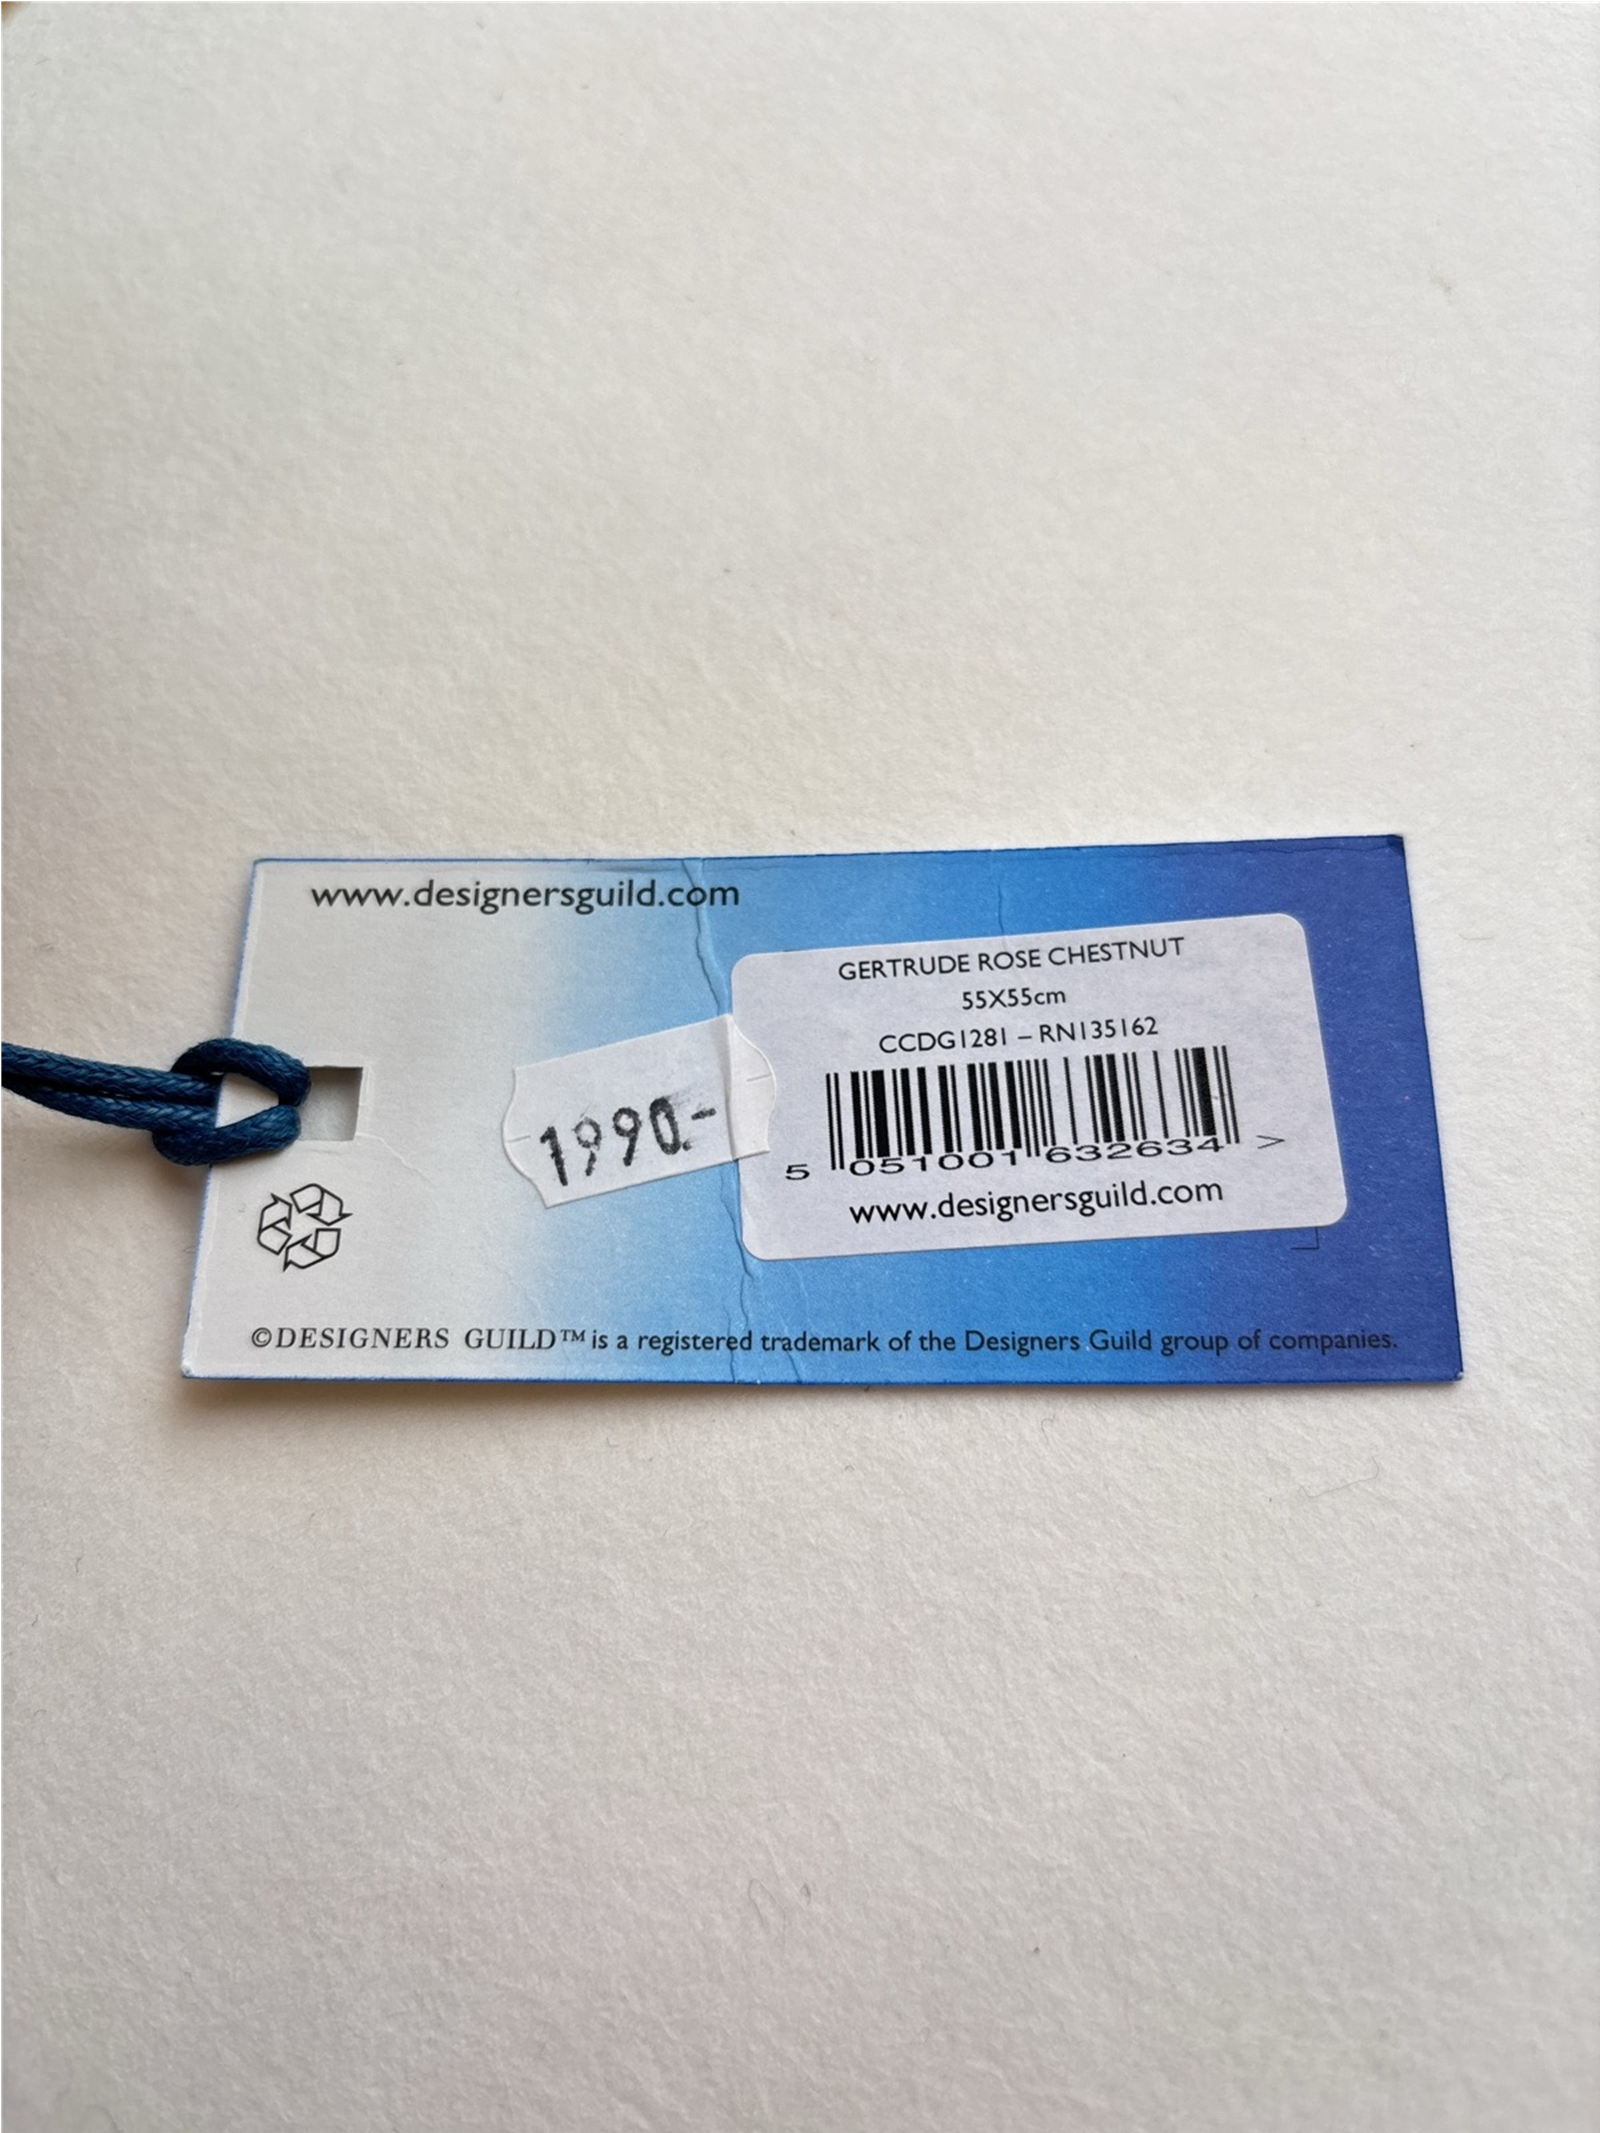 www.designersguild.com
GERTRUDE ROSE CHESTNUT
55X55cm
CCDG1281 – RN135162
5 051001 632634 >
www.designersguild.com
1990.-
©DESIGNERS GUILD™ is a registered trademark of the Designers Guild group of companies.